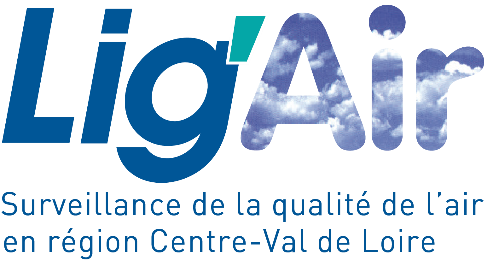 Lig'Air
Surveillance de la qualité de l'air
en région Centre-Val de Loire